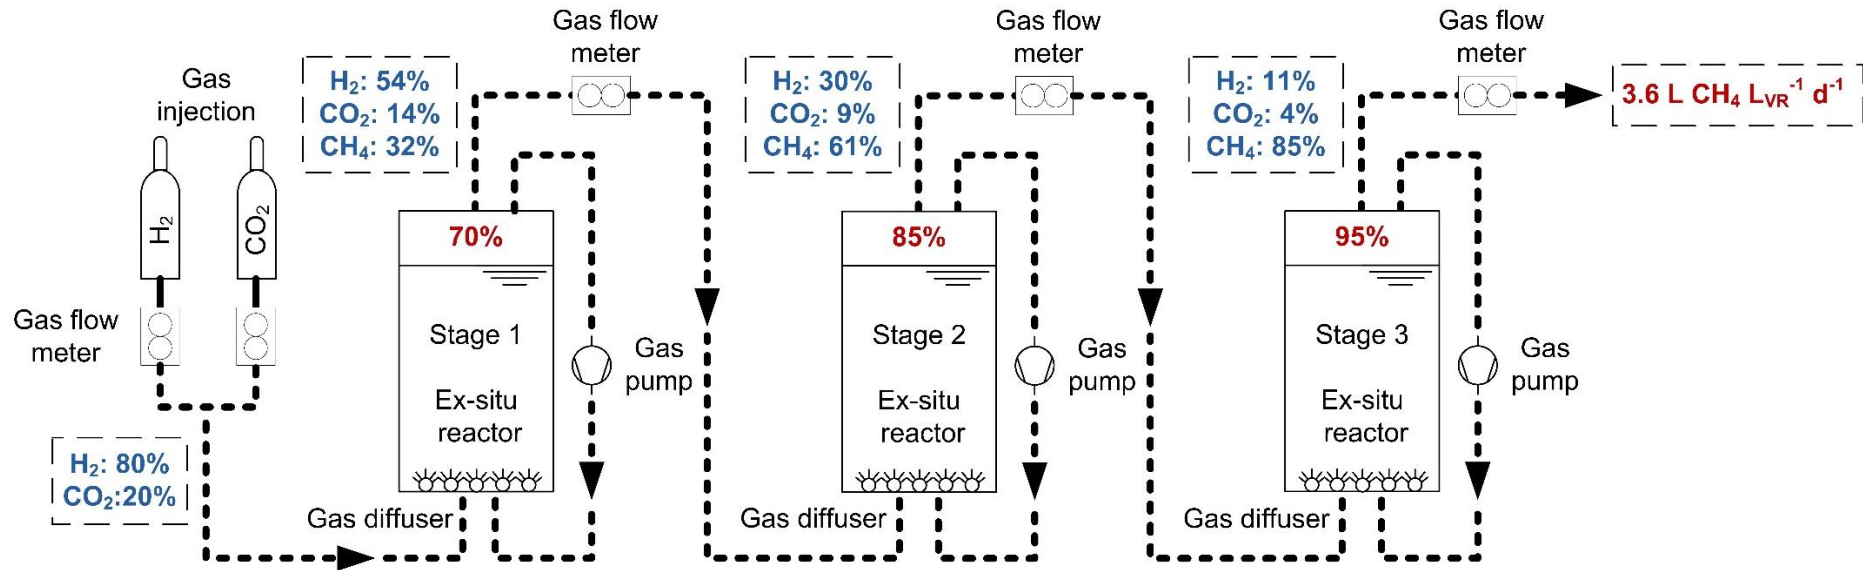 Gas
injection
H₂
CO₂
Gas flow
meter
H₂: 80%
CO₂:20%
H₂: 54%
CO₂: 14%
CH₄: 32%
Gas flow
meter
70%
Stage 1
Ex-situ
reactor
Gas
pump
Gas diffuser
H₂: 30%
CO₂: 9%
CH₄: 61%
Gas flow
meter
85%
Stage 2
Ex-situ
reactor
Gas
pump
Gas diffuser
H₂: 11%
CO₂: 4%
CH₄: 85%
Gas flow
meter
95%
Stage 3
Ex-situ
reactor
Gas
pump
Gas diffuser
3.6 L CH₄ L_VR⁻¹ d⁻¹